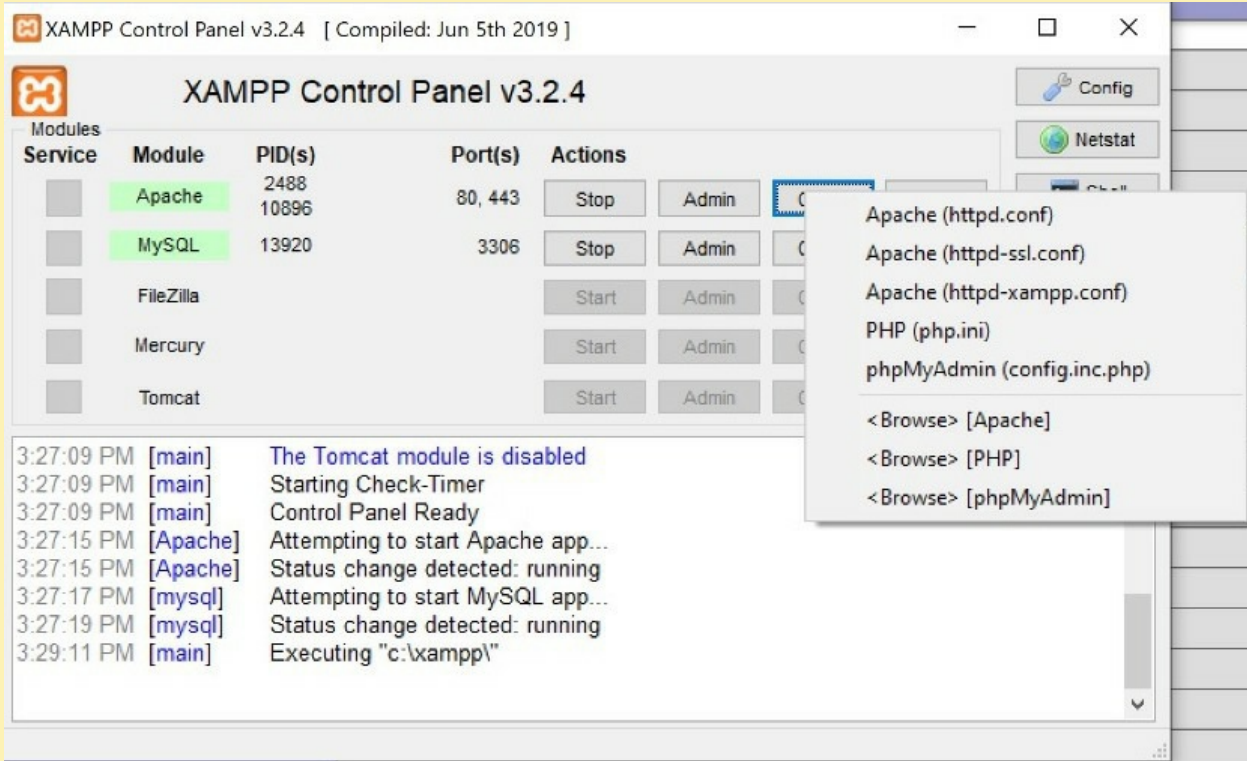 XAMPP Control Panel v3.2.4 [ Compiled: Jun 5th 2019 ]
XAMPP Control Panel v3.2.4
Config
Modules
Service Module PID(s) Port(s) Actions
Netstat
Apache 2488 10896 80, 443 Stop Admin
MySQL 13920 3306 Stop Admin
FileZilla Start Admin
Mercury Start Admin
Tomcat Start Admin
Apache (httpd.conf)
Apache (httpd-ssl.conf)
Apache (httpd-xampp.conf)
PHP (php.ini)
phpMyAdmin (config.inc.php)
<Browse> [Apache]
<Browse> [PHP]
<Browse> [phpMyAdmin]
3:27:09 PM [main] The Tomcat module is disabled
3:27:09 PM [main] Starting Check-Timer
3:27:09 PM [main] Control Panel Ready
3:27:15 PM [Apache] Attempting to start Apache app...
3:27:15 PM [Apache] Status change detected: running
3:27:17 PM [mysql] Attempting to start MySQL app...
3:27:19 PM [mysql] Status change detected: running
3:29:11 PM [main] Executing "c:\xampp\"